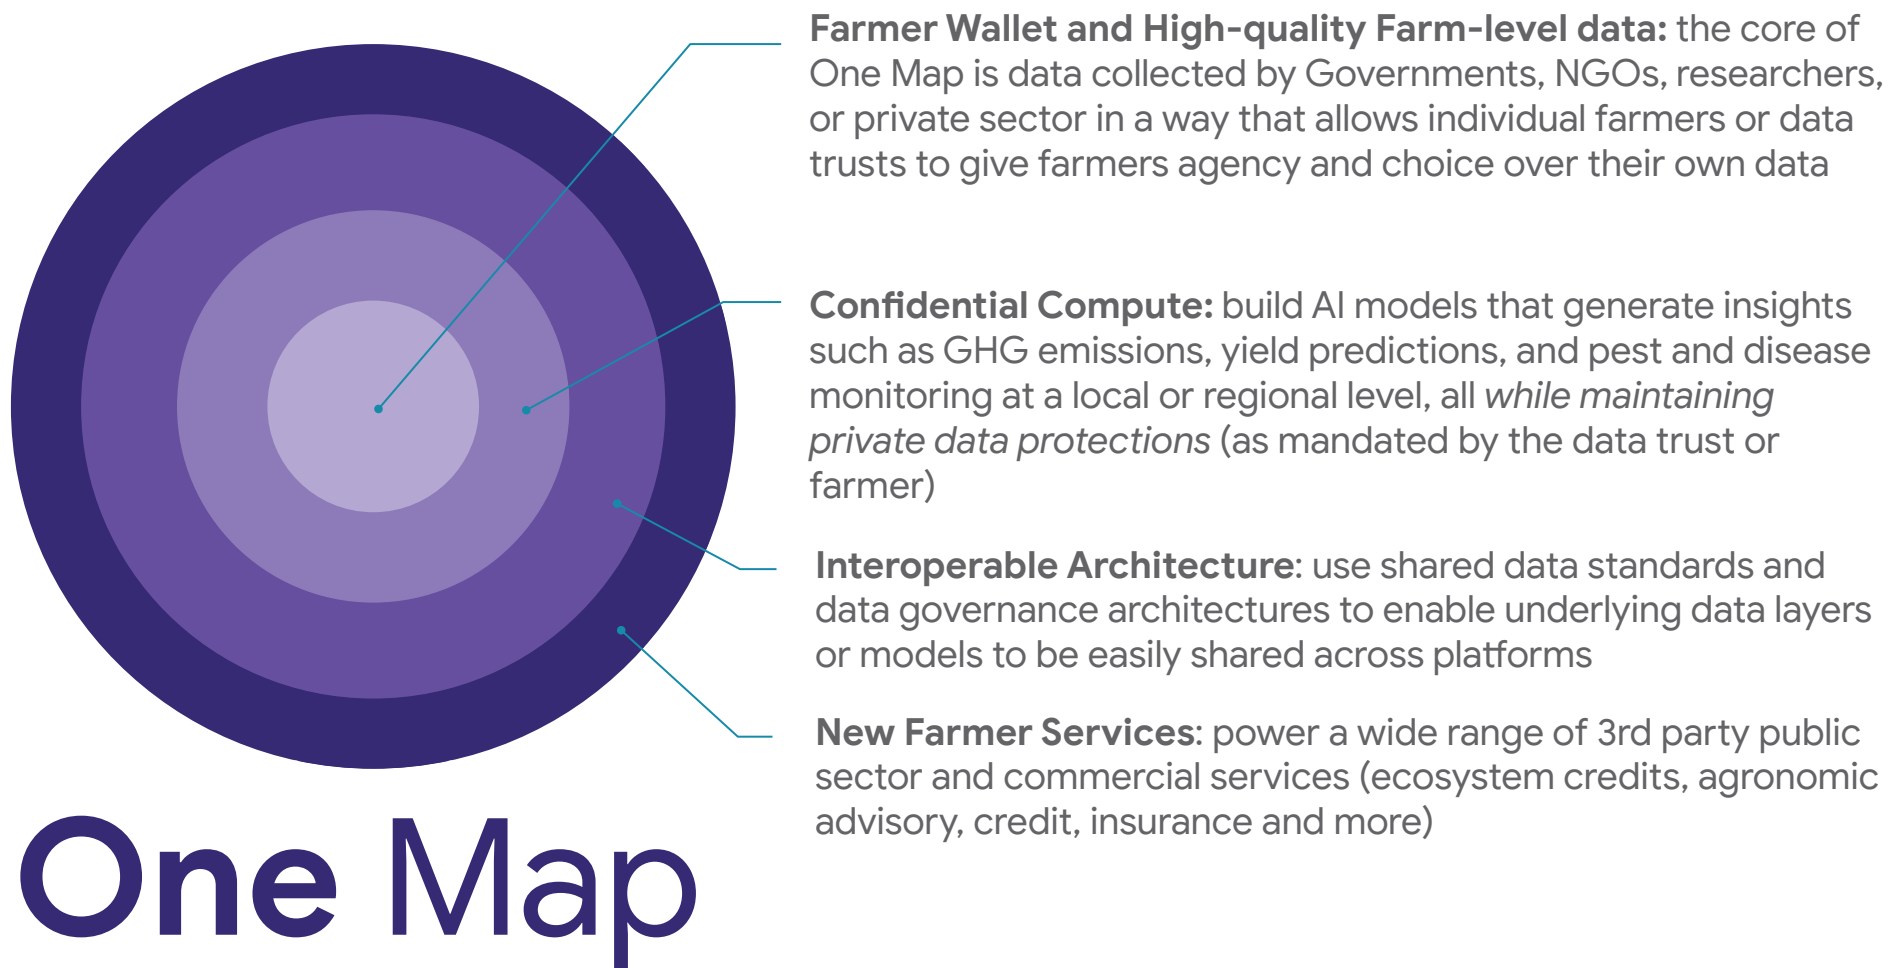 Farmer Wallet and High-quality Farm-level data: the core of
One Map is data collected by Governments, NGOs, researchers,
or private sector in a way that allows individual farmers or data
trusts to give farmers agency and choice over their own data
Confidential Compute: build AI models that generate insights
such as GHG emissions, yield predictions, and pest and disease
monitoring at a local or regional level, all while maintaining
private data protections (as mandated by the data trust or
farmer)
Interoperable Architecture: use shared data standards and
data governance architectures to enable underlying data layers
or models to be easily shared across platforms
New Farmer Services: power a wide range of 3rd party public
sector and commercial services (ecosystem credits, agronomic
advisory, credit, insurance and more)
One Map